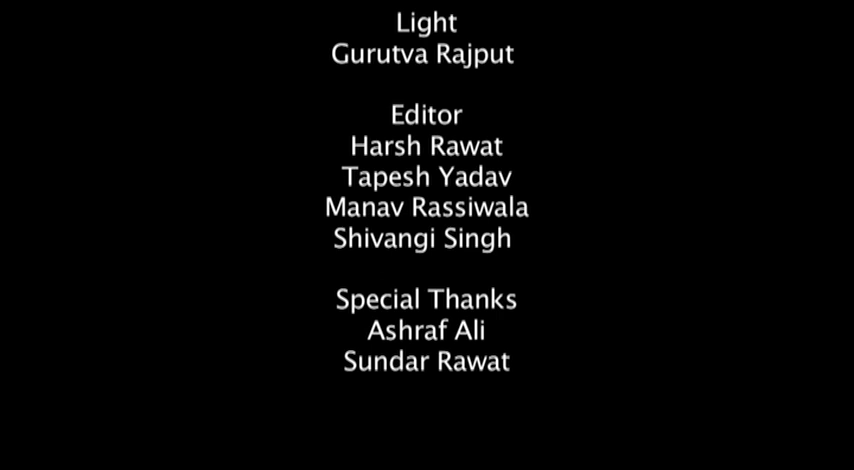 Light
Gurutva Rajput
Editor
Harsh Rawat
Tapesh Yadav
Manav Rassiwala
Shivangi Singh
Special Thanks
Ashraf Ali
Sundar Rawat